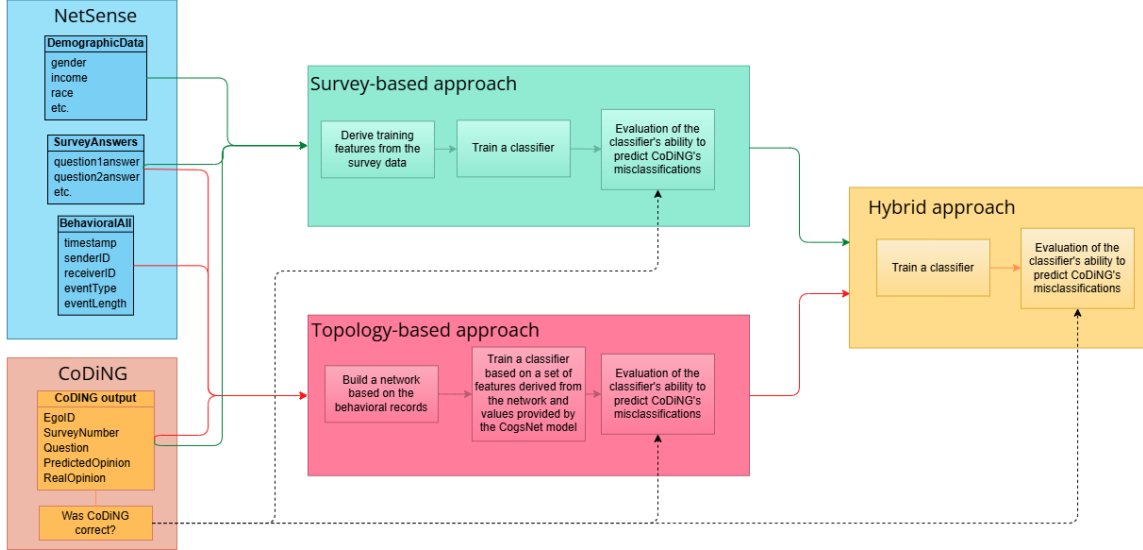 NetSense
DemographicData
gender
income
race
etc.
SurveyAnswers
question1answer
question2answer
etc.
BehavioralAll
timestamp
senderID
receiverID
eventType
eventLength
CoDiNG
CoDING output
EgoID
SurveyNumber
Question
PredictedOpinion
RealOpinion
Was CoDiNG
correct?
Survey-based approach
Derive training
features from the
survey data
Train a classifier
Evaluation of the
classifier's ability to
predict CoDiNG's
misclassifications
Topology-based approach
Build a network
based on the
behavioral records
Train a classifier
based on a set of
features derived from
the network and
values provided by
the CogsNet model
Evaluation of the
classifier's ability to
predict CoDiNG's
misclassifications
Hybrid approach
Train a classifier
Evaluation of the
classifier's ability to
predict CoDiNG's
misclassifications